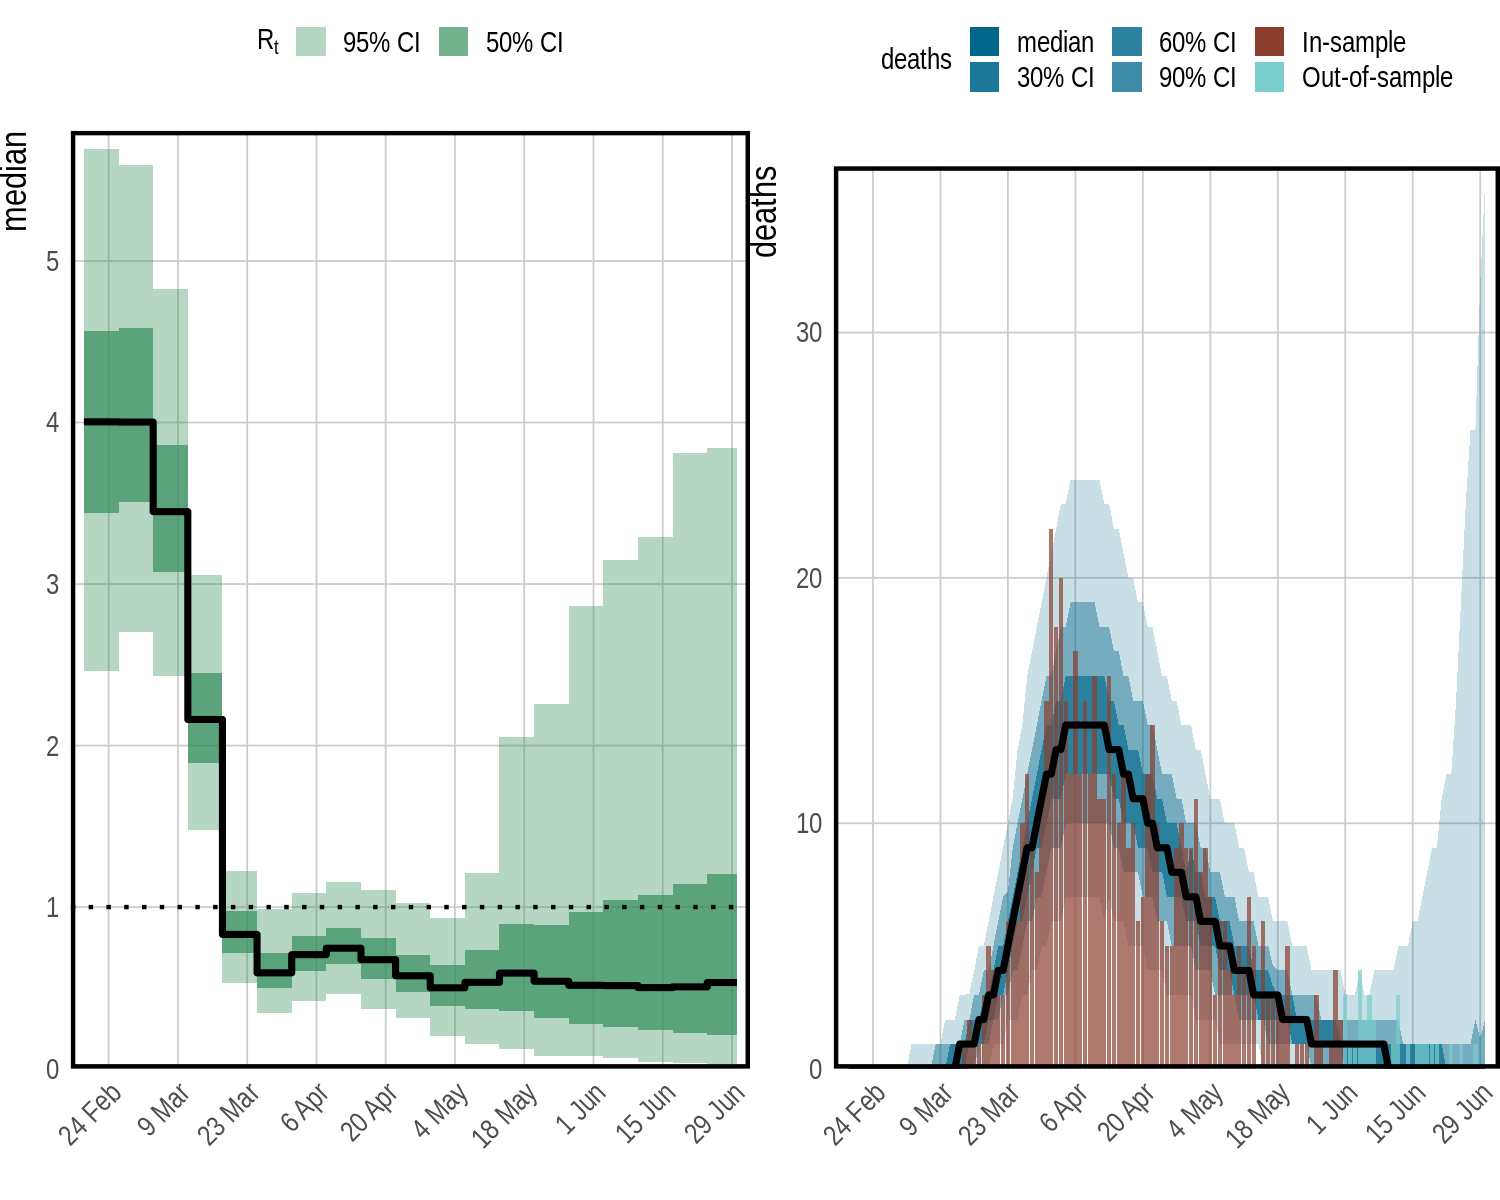 Rt 95% CI 50% CI
median
5
4
3
2
1
0
24 Feb 9 Mar 23 Mar 6 Apr 20 Apr 4 May 18 May 1 Jun 15 Jun 29 Jun
deaths median 60% CI In-sample
30% CI 90% CI Out-of-sample
deaths
30
20
10
0
24 Feb 9 Mar 23 Mar 6 Apr 20 Apr 4 May 18 May 1 Jun 15 Jun 29 Jun